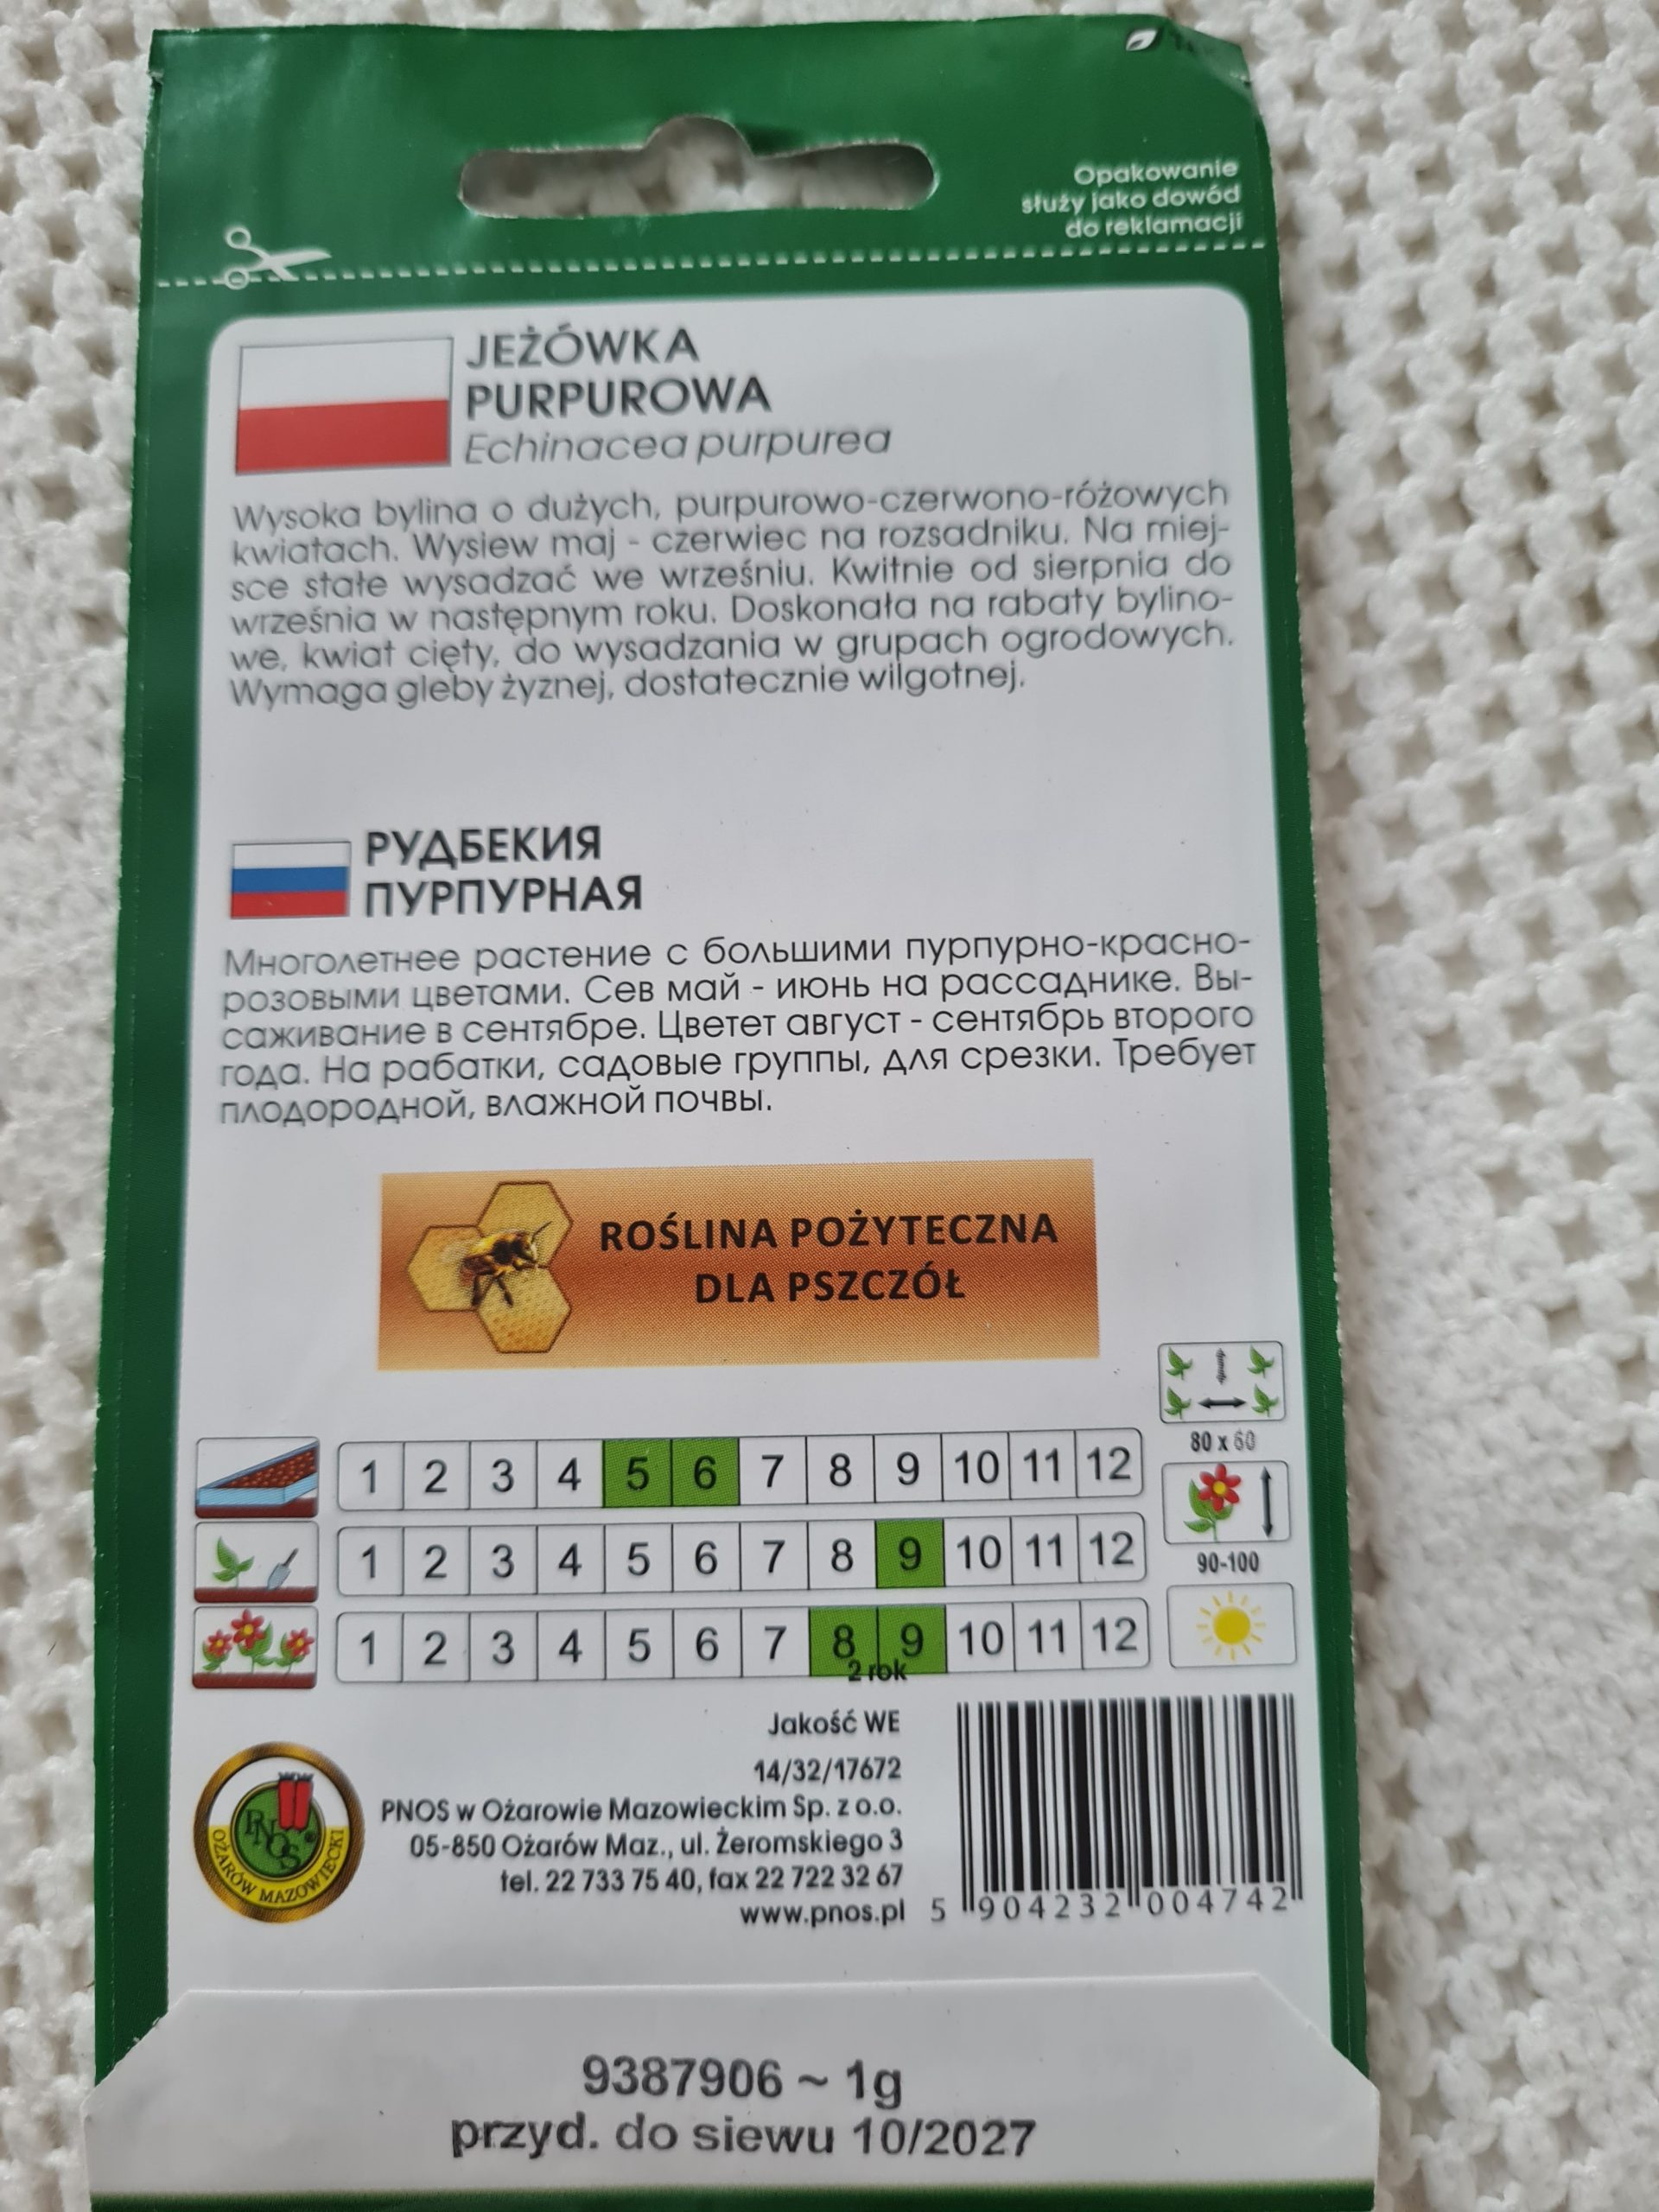 Opakowanie
służy jako dowód
do reklamacji
JEŻÓWKA
PURPUROWA
Echinacea purpurea
Wysoka bylina o dużych, purpurowo-czerwono-różowych
kwiatach. Wysiew maj - czerwiec na rozsadniku. Na miej-
sce stałe wysadzać we wrześniu. Kwitnie od sierpnia do
września w następnym roku. Doskonała na rabaty bylino-
we, kwiat cięty, do wysadzania w grupach ogrodowych.
Wymaga gleby żyznej, dostatecznie wilgotnej.
РУДБЕКИЯ
ПУРПУРНАЯ
Многолетнее растение с большими пурпурно-красно-
розовыми цветами. Сев май - июнь на рассаднике. Вы-
саживание в сентябре. Цветет август - сентябрь второго
года. На рабатки, садовые группы, для срезки. Требует
плодородной, влажной почвы.
ROŚLINA POŻYTECZNA
DLA PSZCZÓŁ
80 x 60
1 2 3 4 5 6 7 8 9 10 11 12
1 2 3 4 5 6 7 8 9 10 11 12
90-100
1 2 3 4 5 6 7 8 9 10 11 12
2 rok
Jakość WE
14/32/17672
PNOS w Ożarowie Mazowieckim Sp. z o.o.
05-850 Ożarów Maz., ul. Żeromskiego 3
tel. 22 733 75 40, fax 22 722 32 67
www.pnos.pl
PNOS®
OŻARÓW MAZOWIECKI
5 904232 004742
9387906 ~ 1g
przyd. do siewu 10/2027